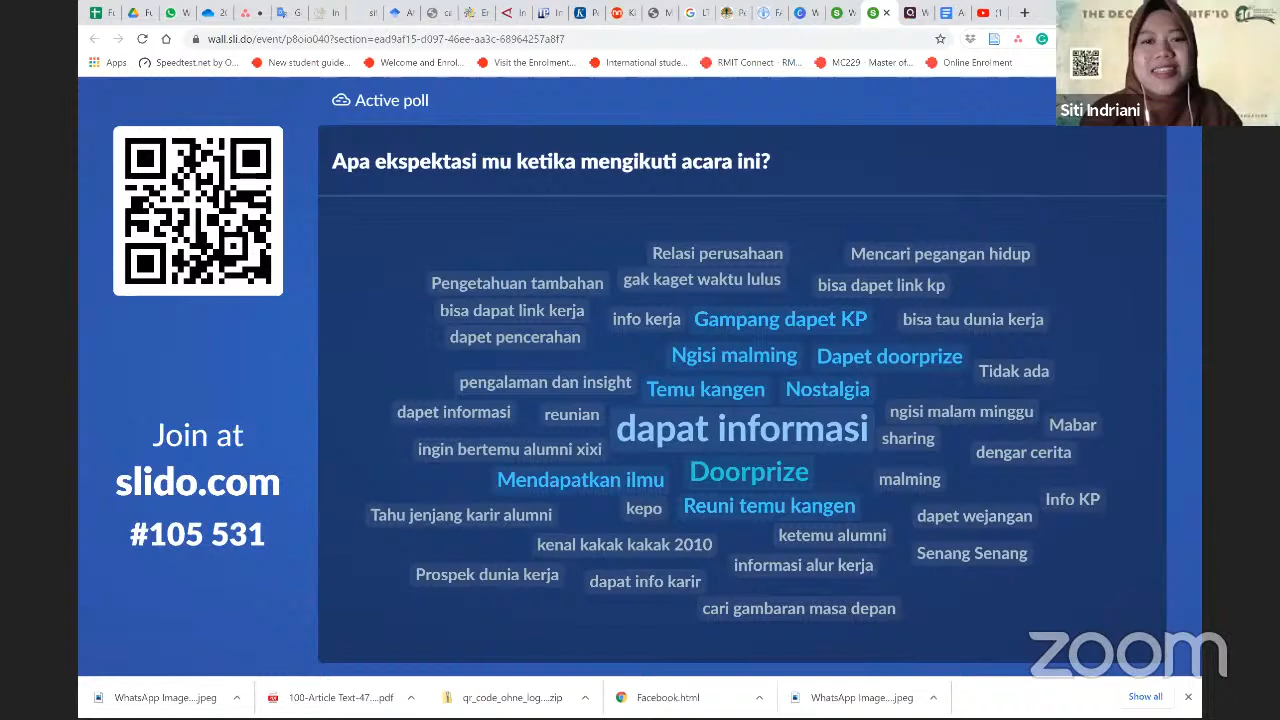 wall.sli.do/event/p8oio040?section=ead9af15-d097-46ee-aa3c-68964257a8f7
Apps
Speedtest.net by O...
New student guide...
Welcome and Enrol...
Visit the Enrolment...
International stude...
RMIT Connect - RM...
MC229 - Master of...
Online Enrolment
Siti Indriani
Active poll
Apa ekspektasi mu ketika mengikuti acara ini?
Join at
slido.com
#105 531
Relasi perusahaan
Mencari pegangan hidup
Pengetahuan tambahan
gak kaget waktu lulus
bisa dapet link kp
bisa dapat link kerja
info kerja
Gampang dapet KP
bisa tau dunia kerja
dapet pencerahan
Ngisi malming
Dapet doorprize
Tidak ada
pengalaman dan insight
Temu kangen
Nostalgia
dapet informasi
reunian
dapat informasi
ngisi malam minggu
Mabar
sharing
ingin bertemu alumni xixi
dengar cerita
Mendapatkan ilmu
Doorprize
malming
Info KP
Tahu jenjang karir alumni
kepo
Reuni temu kangen
dapet wejangan
kenal kakak kakak 2010
ketemu alumni
Senang Senang
Prospek dunia kerja
dapat info karir
informasi alur kerja
cari gambaran masa depan
zoom
WhatsApp Image....jpeg
100-Article Text-47...pdf
qr_code_ohne_log....zip
Facebook.html
WhatsApp Image....jpeg
Show all